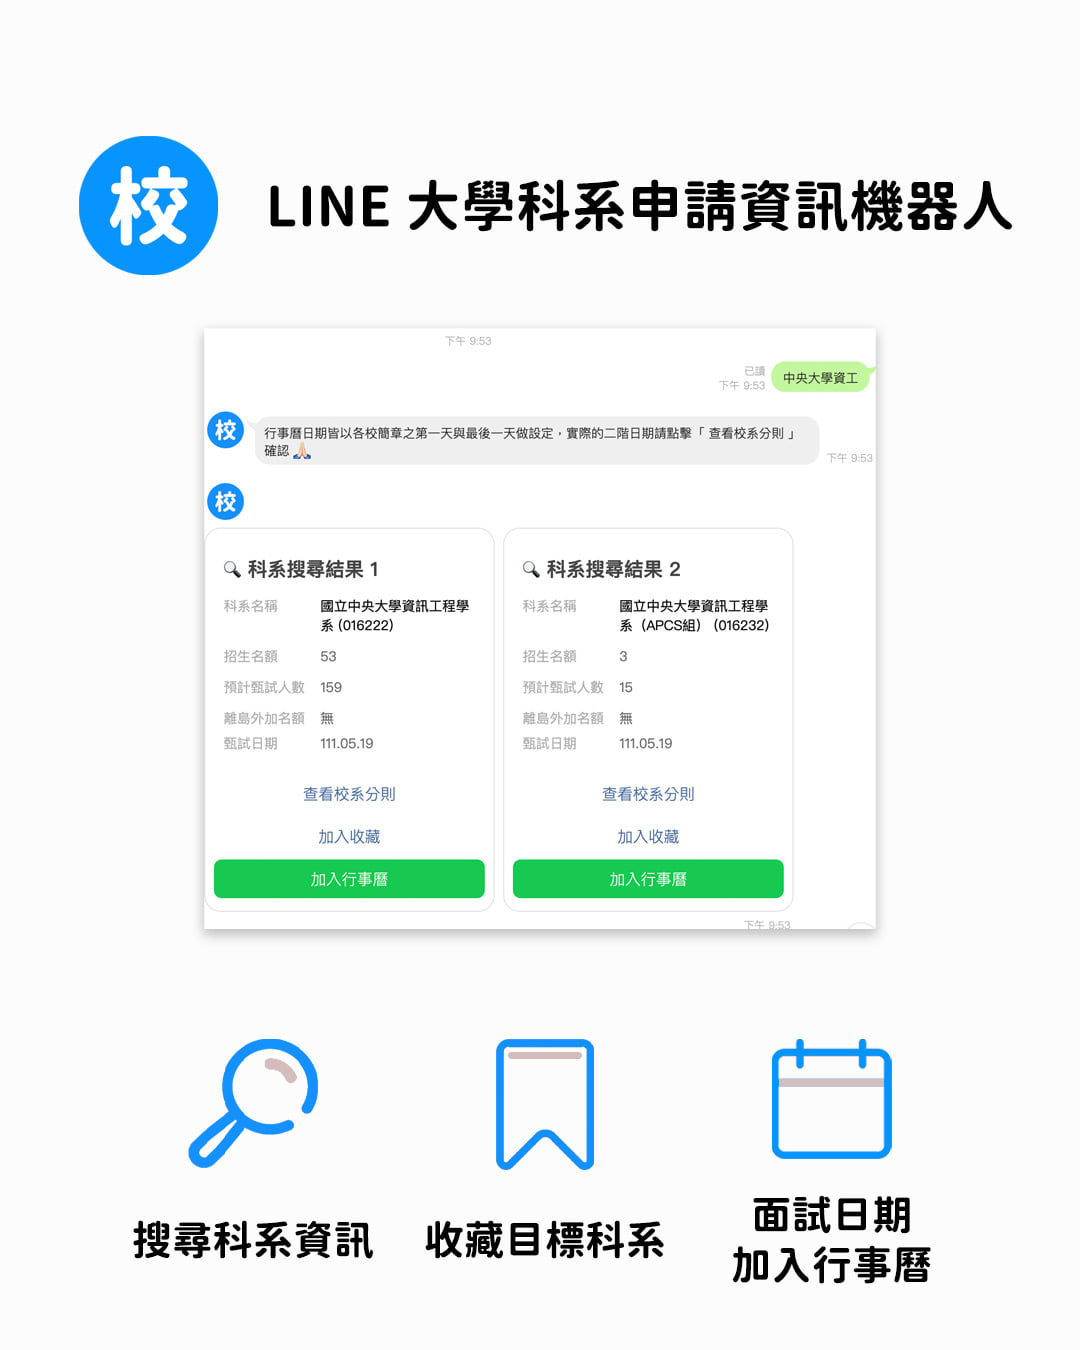 校
LINE 大學科系申請資訊機器人
下午 9:53
已讀
下午 9:53
中央大學資工
校
行事曆日期皆以各校簡章之第一天與最後一天做設定，實際的二階日期請點擊「 查看校系分則 」
確認 🙏🏻
下午 9:53
校
🔍 科系搜尋結果 1
科系名稱 國立中央大學資訊工程學
系 (016222)
招生名額 53
預計甄試人數 159
離島外加名額 無
甄試日期 111.05.19
查看校系分則
加入收藏
加入行事曆
🔍 科系搜尋結果 2
科系名稱 國立中央大學資訊工程學
系（APCS組） (016232)
招生名額 3
預計甄試人數 15
離島外加名額 無
甄試日期 111.05.19
查看校系分則
加入收藏
加入行事曆
下午 9:53
搜尋科系資訊
收藏目標科系
面試日期
加入行事曆